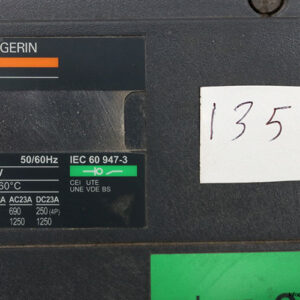 GERIN
135
50/60Hz IEC 60 947-3
V
CEI UTE
60°C UNE VDE BS
A AC23A DC23A
690 250 (4P)
1250 1250